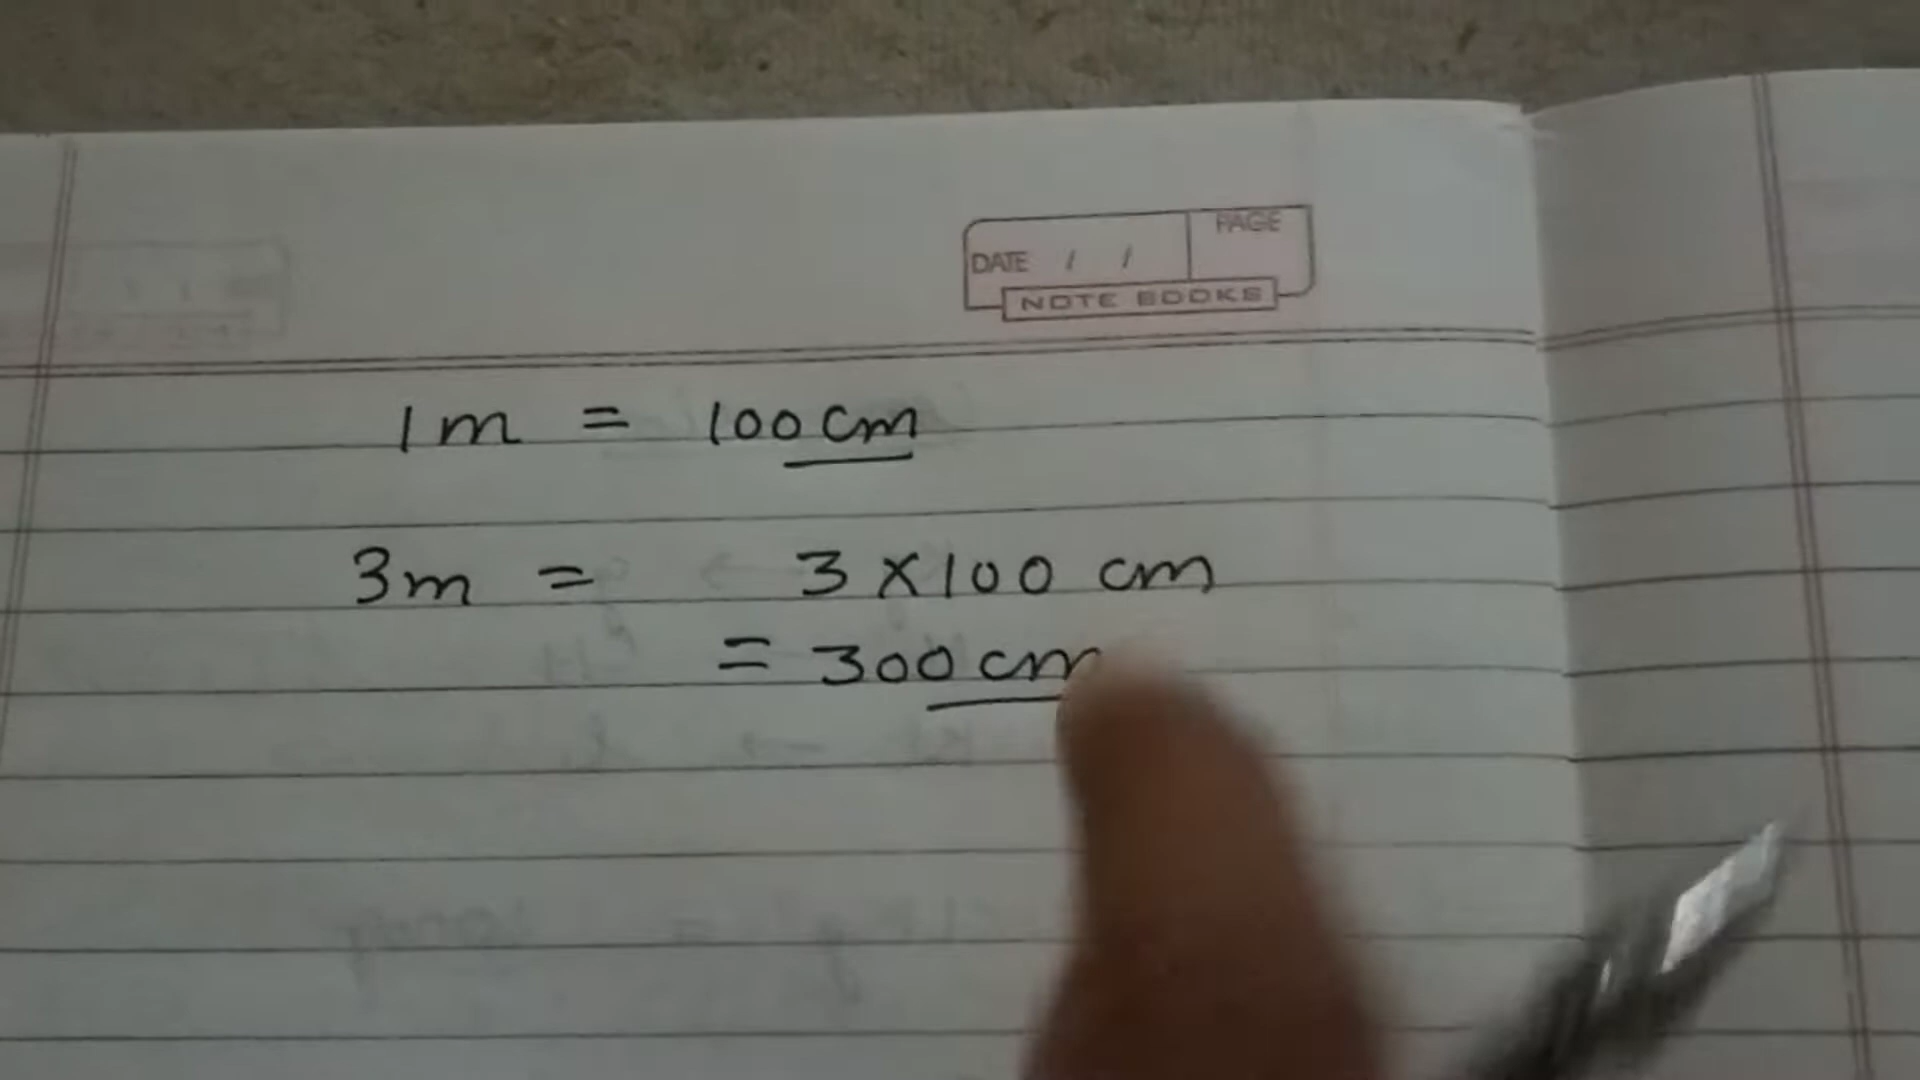 PAGE
DATE / /
NOTE BOOKS
1m = 100 cm
3m = 3 × 100 cm
= 300 cm